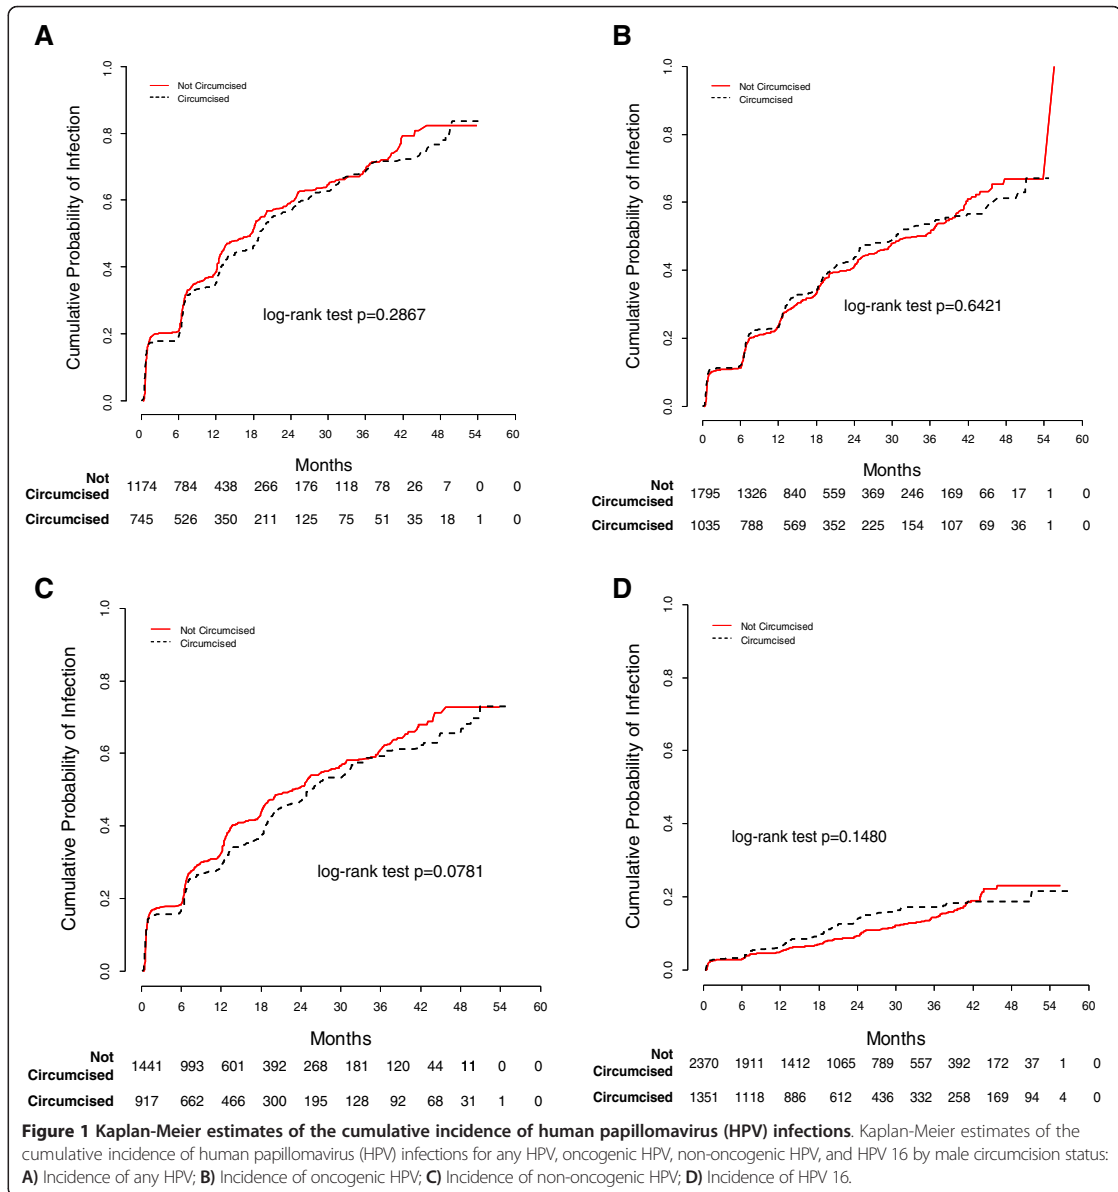 A
1.0
0.8
0.6
0.4
0.2
0.0
Cumulative Probability of Infection
Not Circumcised
Circumcised
log-rank test p=0.2867
0 6 12 18 24 30 36 42 48 54 60
Months
Not
Circumcised 1174 784 438 266 176 118 78 26 7 0 0
Circumcised 745 526 350 211 125 75 51 35 18 1 0
B
1.0
0.8
0.6
0.4
0.2
0.0
Cumulative Probability of Infection
Not Circumcised
Circumcised
log-rank test p=0.6421
0 6 12 18 24 30 36 42 48 54 60
Months
Not
Circumcised 1795 1326 840 559 369 246 169 66 17 1 0
Circumcised 1035 788 569 352 225 154 107 69 36 1 0
C
1.0
0.8
0.6
0.4
0.2
0.0
Cumulative Probability of Infection
Not Circumcised
Circumcised
log-rank test p=0.0781
0 6 12 18 24 30 36 42 48 54 60
Months
Not
Circumcised 1441 993 601 392 268 181 120 44 11 0 0
Circumcised 917 662 466 300 195 128 92 68 31 1 0
D
1.0
0.8
0.6
0.4
0.2
0.0
Cumulative Probability of Infection
Not Circumcised
Circumcised
log-rank test p=0.1480
0 6 12 18 24 30 36 42 48 54 60
Months
Not
Circumcised 2370 1911 1412 1065 789 557 392 172 37 1 0
Circumcised 1351 1118 886 612 436 332 258 169 94 4 0
Figure 1 Kaplan-Meier estimates of the cumulative incidence of human papillomavirus (HPV) infections. Kaplan-Meier estimates of the
cumulative incidence of human papillomavirus (HPV) infections for any HPV, oncogenic HPV, non-oncogenic HPV, and HPV 16 by male circumcision status:
A) Incidence of any HPV; B) Incidence of oncogenic HPV; C) Incidence of non-oncogenic HPV; D) Incidence of HPV 16.